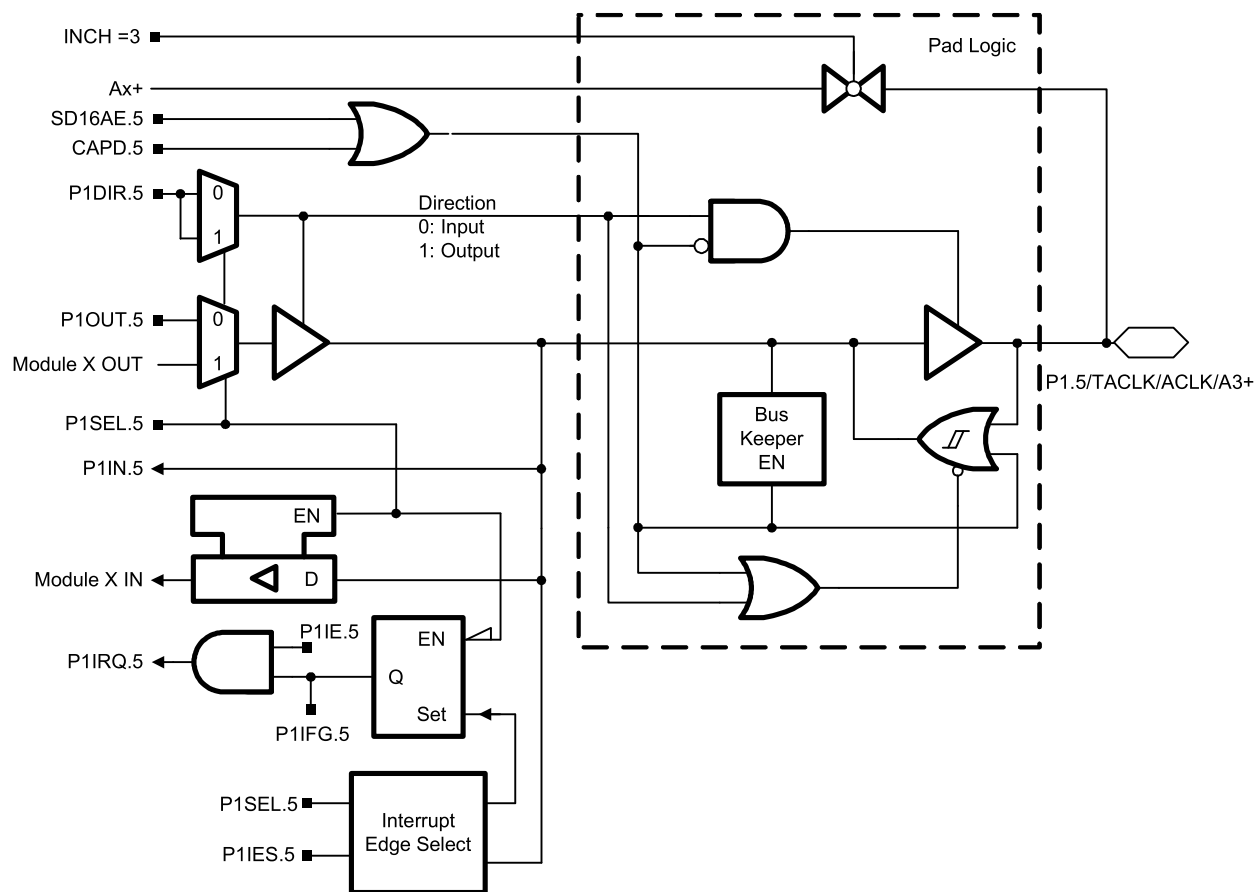 INCH =3
Pad Logic
Ax+
SD16AE.5
CAPD.5
P1DIR.5
0
1
Direction
0: Input
1: Output
P1OUT.5
0
Module X OUT
1
P1.5/TACLK/ACLK/A3+
P1SEL.5
Bus
Keeper
EN
P1IN.5
EN
Module X IN
D
P1IE.5
EN
P1IRQ.5
Q
Set
P1IFG.5
P1SEL.5
Interrupt
Edge Select
P1IES.5